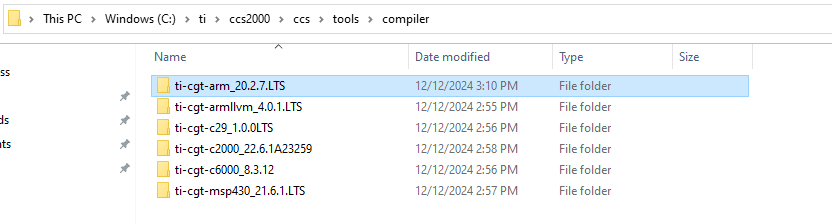 This PC > Windows (C:) > ti > ccs2000 > ccs > tools > compiler
Name Date modified Type Size
ti-cgt-arm_20.2.7.LTS 12/12/2024 3:10 PM File folder
ti-cgt-armllvm_4.0.1.LTS 12/12/2024 2:55 PM File folder
ti-cgt-c29_1.0.0LTS 12/12/2024 2:56 PM File folder
ti-cgt-c2000_22.6.1A23259 12/12/2024 2:58 PM File folder
ti-cgt-c6000_8.3.12 12/12/2024 2:56 PM File folder
ti-cgt-msp430_21.6.1.LTS 12/12/2024 2:57 PM File folder
ss
ds
nts